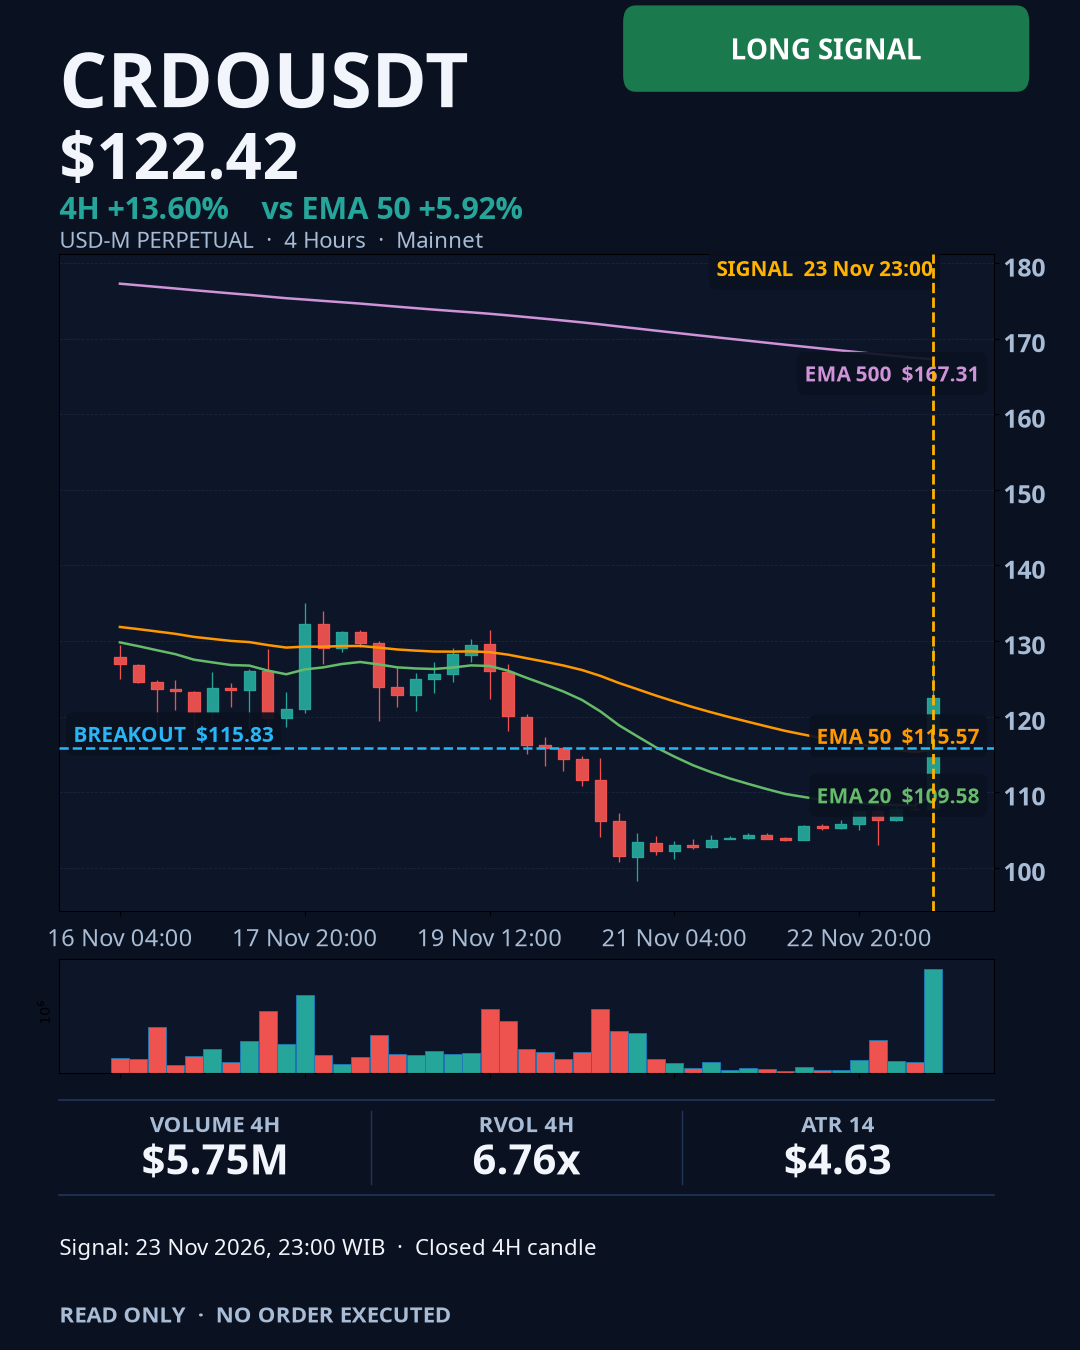 LONG SIGNAL
CRDOUSDT
$122.42
4H +13.60% vs EMA 50 +5.92%
USD-M PERPETUAL · 4 Hours · Mainnet
SIGNAL 23 Nov 23:00
180
170
EMA 500 $167.31
160
150
140
130
120
BREAKOUT $115.83
EMA 50 $115.57
110
EMA 20 $109.58
100
16 Nov 04:00 17 Nov 20:00 19 Nov 12:00 21 Nov 04:00 22 Nov 20:00
10⁶
VOLUME 4H RVOL 4H ATR 14
$5.75M 6.76x $4.63
Signal: 23 Nov 2026, 23:00 WIB · Closed 4H candle
READ ONLY · NO ORDER EXECUTED